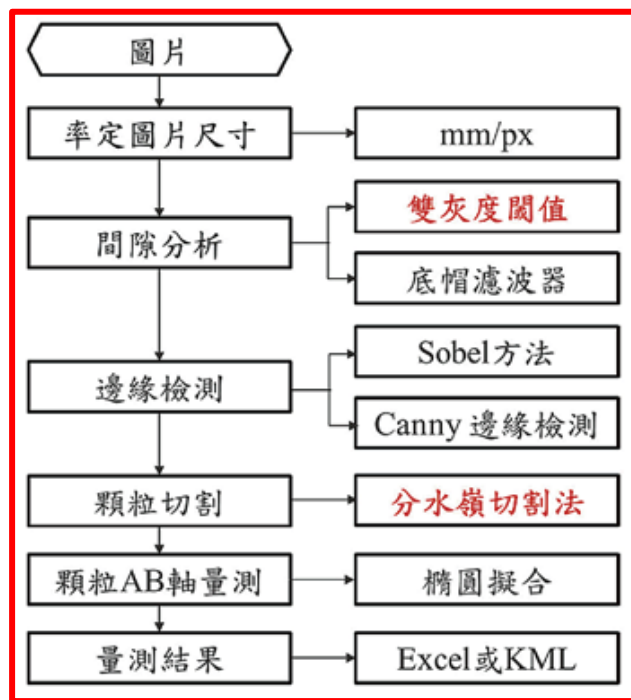 圖片
率定圖片尺寸
mm/px
間隙分析
雙灰度閾值
底帽濾波器
邊緣檢測
Sobel方法
Canny 邊緣檢測
顆粒切割
分水嶺切割法
顆粒AB軸量測
橢圓擬合
量測結果
Excel或KML